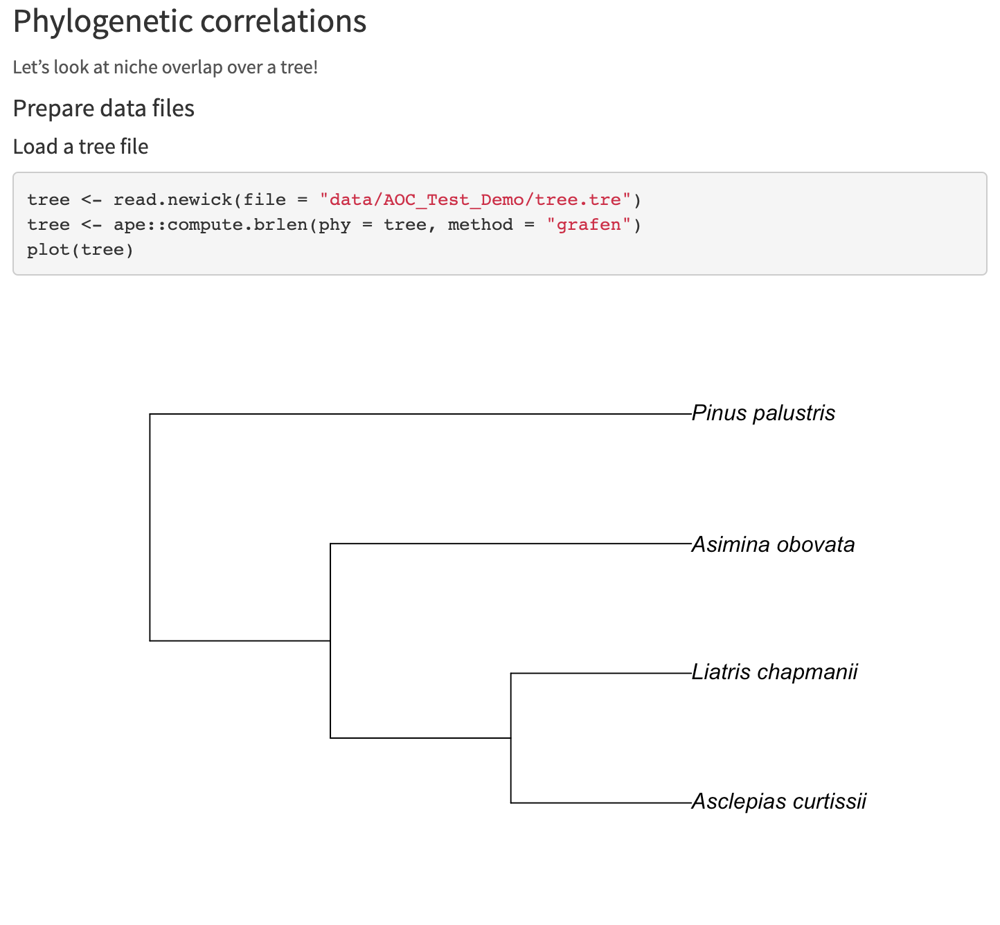 Phylogenetic correlations
Let’s look at niche overlap over a tree!
Prepare data files
Load a tree file
tree <- read.newick(file = "data/AOC_Test_Demo/tree.tre")
tree <- ape::compute.brlen(phy = tree, method = "grafen")
plot(tree)
Pinus palustris
Asimina obovata
Liatris chapmanii
Asclepias curtissii